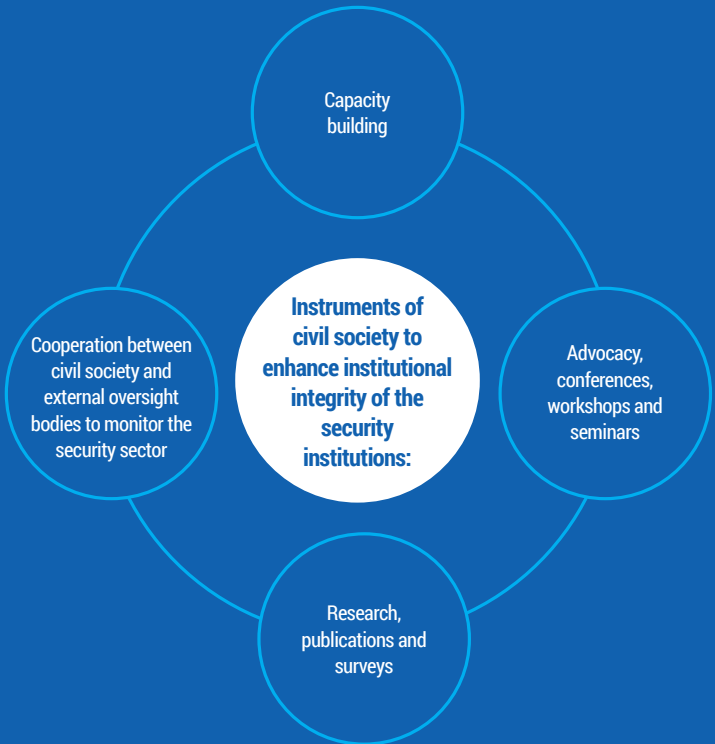 Capacity
building
Instruments of
civil society to
enhance institutional
integrity of the
security
institutions:
Cooperation between
civil society and
external oversight
bodies to monitor the
security sector
Advocacy,
conferences,
workshops and
seminars
Research,
publications and
surveys